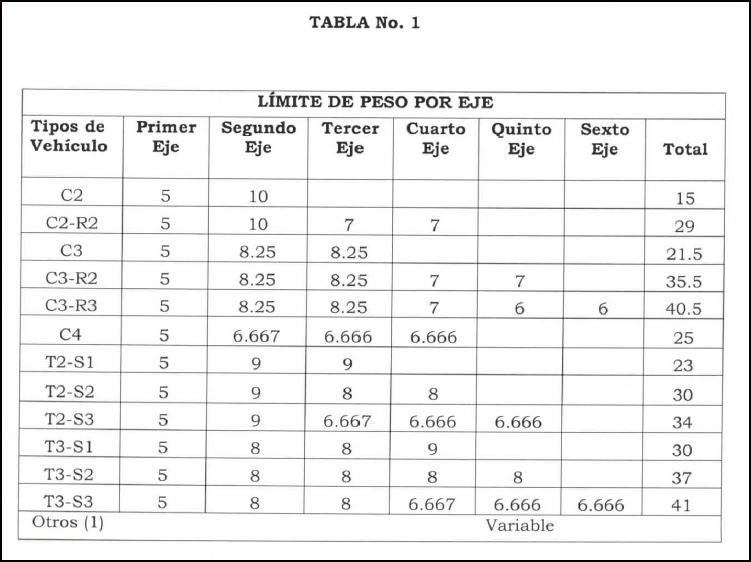 TABLA No. 1
LÍMITE DE PESO POR EJE
Tipos de Vehículo Primer Eje Segundo Eje Tercer Eje Cuarto Eje Quinto Eje Sexto Eje Total
C2 5 10 15
C2-R2 5 10 7 7 29
C3 5 8.25 8.25 21.5
C3-R2 5 8.25 8.25 7 7 35.5
C3-R3 5 8.25 8.25 7 6 6 40.5
C4 5 6.667 6.666 6.666 25
T2-S1 5 9 9 23
T2-S2 5 9 8 8 30
T2-S3 5 9 6.667 6.666 6.666 34
T3-S1 5 8 8 9 30
T3-S2 5 8 8 8 8 37
T3-S3 5 8 8 6.667 6.666 6.666 41
Otros (1) Variable